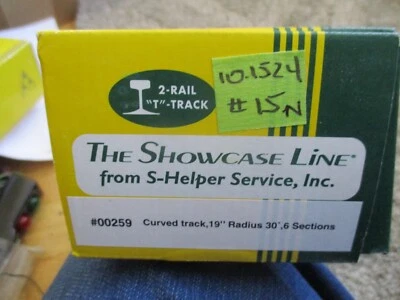 2-RAIL
"T"-TRACK
10.1524
#15N
THE SHOWCASE LINE®
from S-Helper Service, Inc.
#00259 Curved track,19" Radius 30°,6 Sections